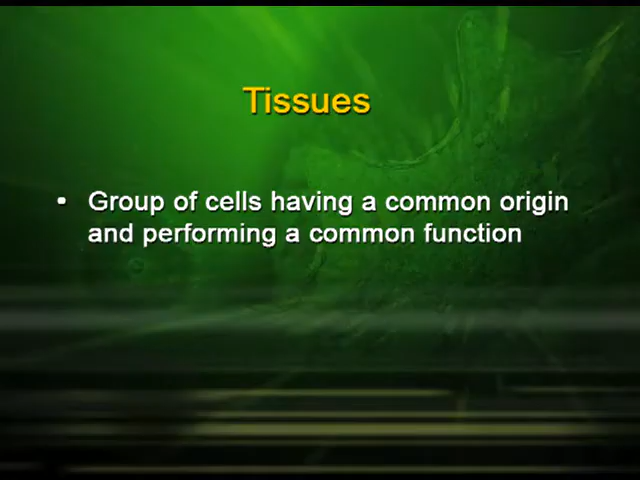 Tissues
• Group of cells having a common origin
and performing a common function